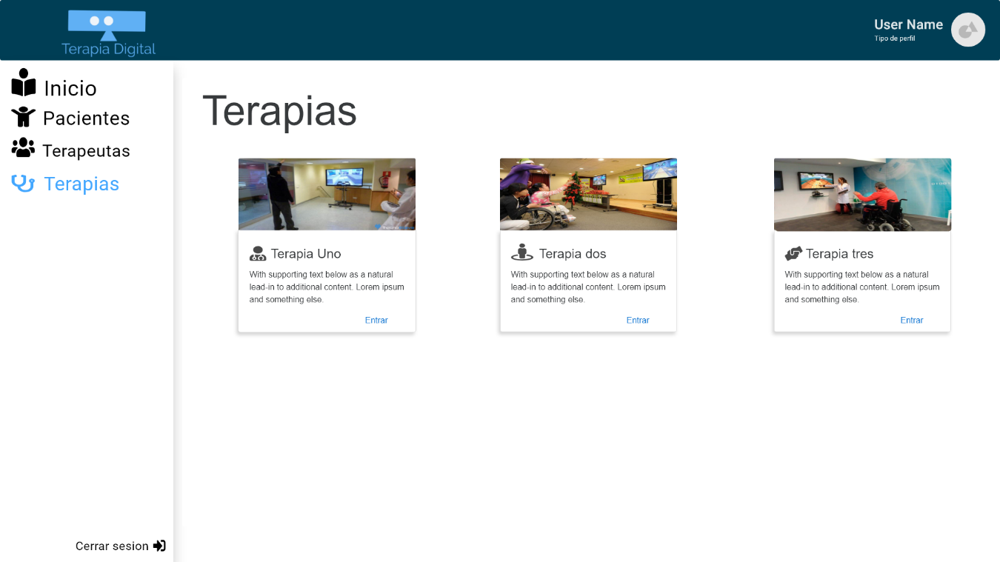 Terapia Digital
User Name
Tipo de perfil
Inicio
Pacientes
Terapeutas
Terapias
Cerrar sesion
Terapias
Terapia Uno
With supporting text below as a natural
lead-in to additional content. Lorem ipsum
and something else.
Entrar
Terapia dos
With supporting text below as a natural
lead-in to additional content. Lorem ipsum
and something else.
Entrar
Terapia tres
With supporting text below as a natural
lead-in to additional content. Lorem ipsum
and something else.
Entrar